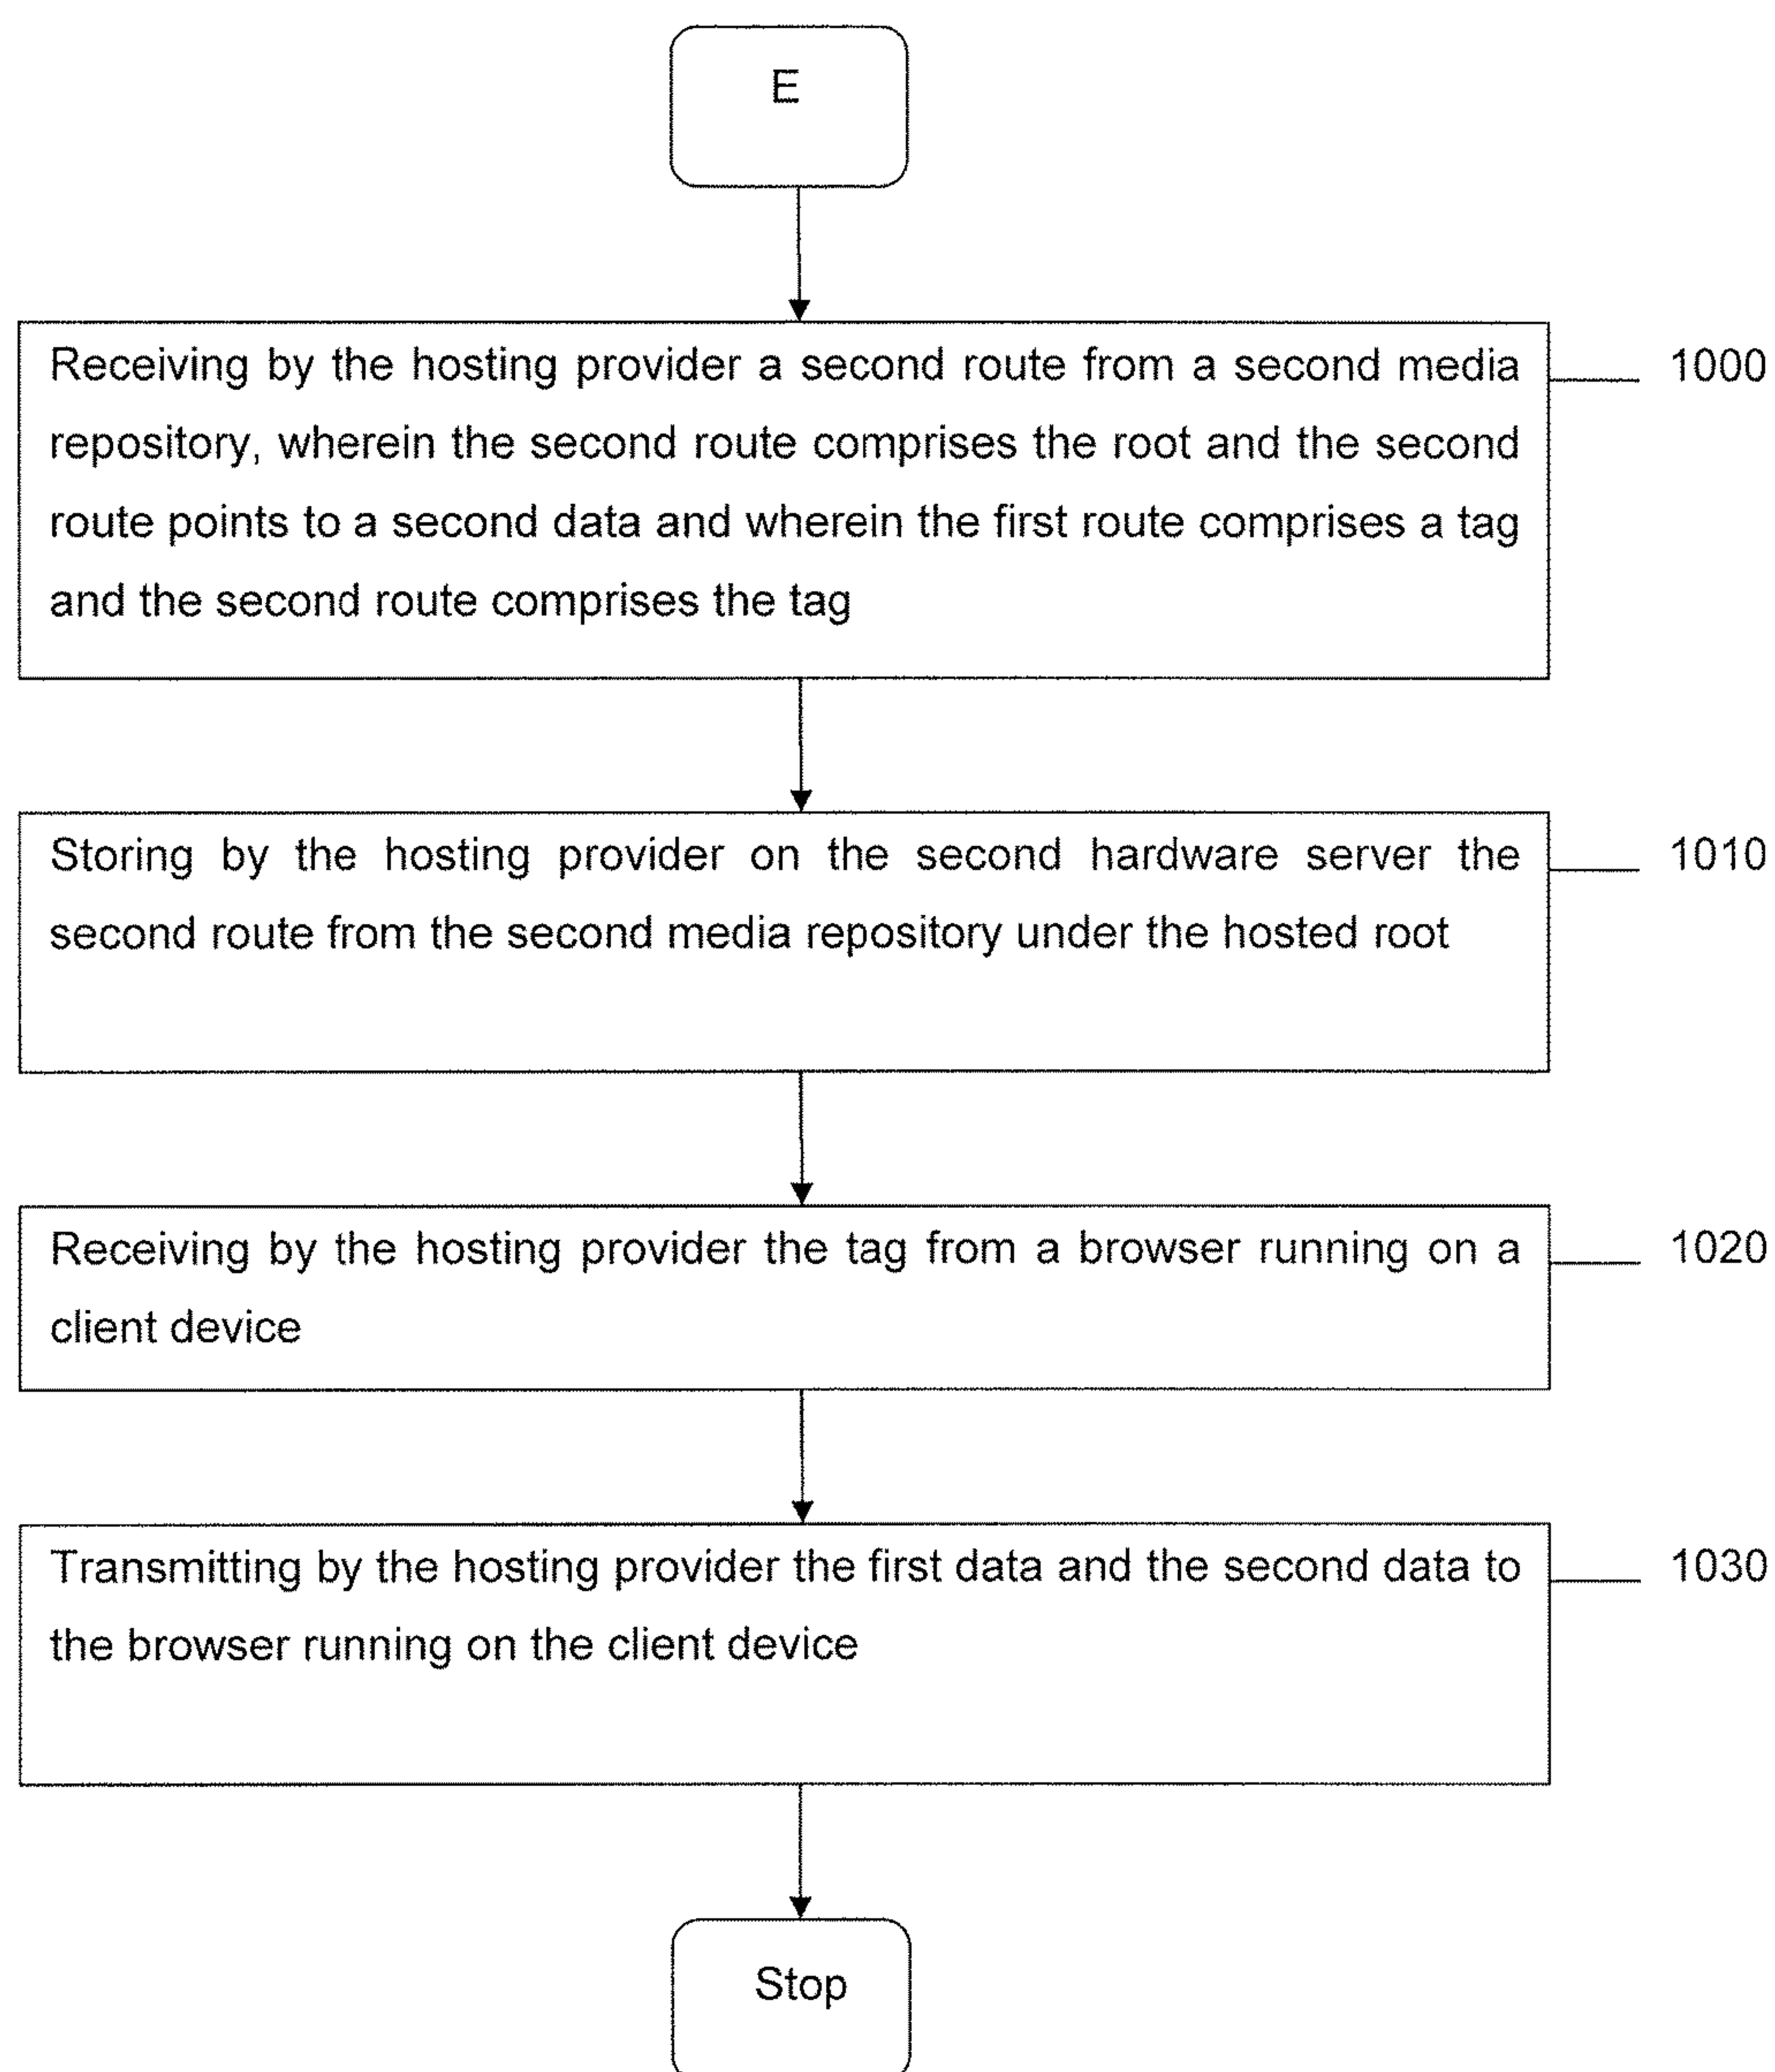 E
Receiving by the hosting provider a second route from a second media
repository, wherein the second route comprises the root and the second
route points to a second data and wherein the first route comprises a tag
and the second route comprises the tag
1000
Storing by the hosting provider on the second hardware server the
second route from the second media repository under the hosted root
1010
Receiving by the hosting provider the tag from a browser running on a
client device
1020
Transmitting by the hosting provider the first data and the second data to
the browser running on the client device
1030
Stop